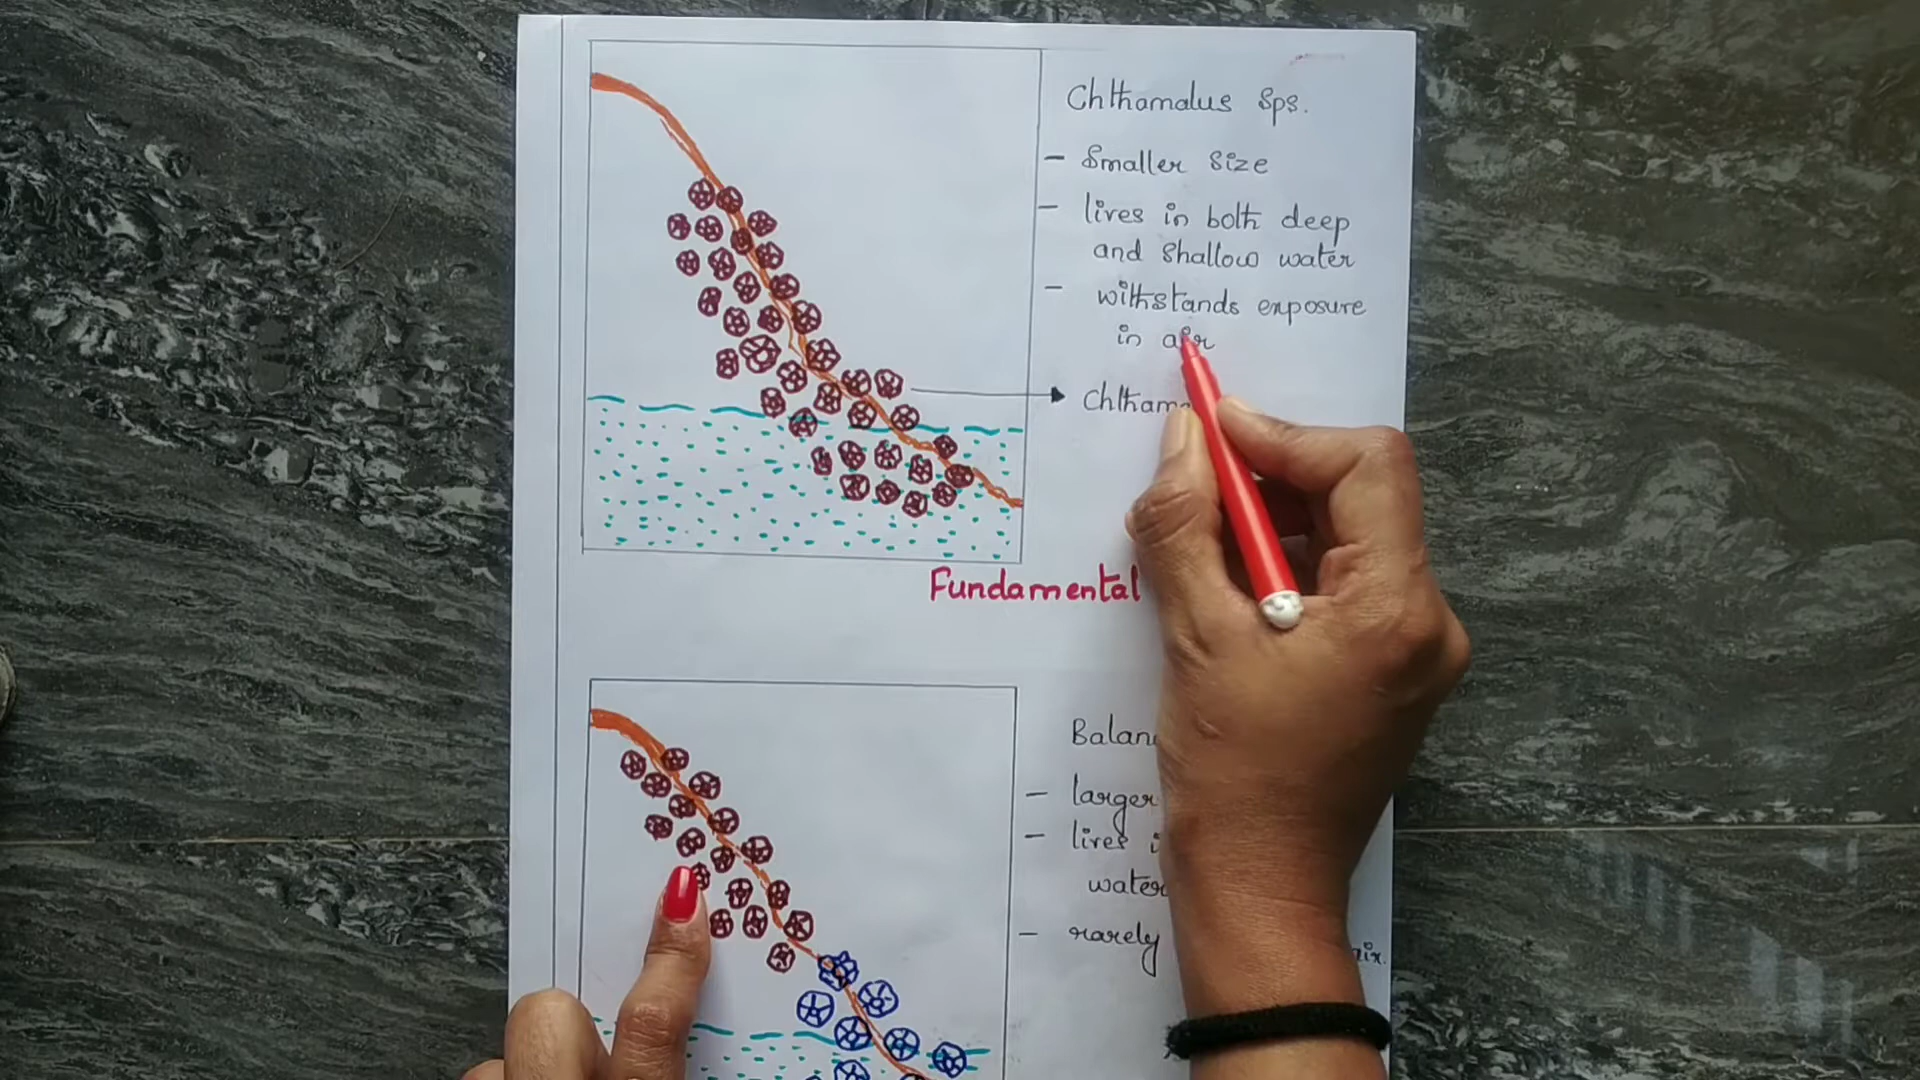 Chthamalus Sps.
- Smaller Size
- lives in both deep
and Shallow water
- withstands exposure
in air
Chtham
Fundamental
Balan
- larger
- lives
water
- rarely
air.